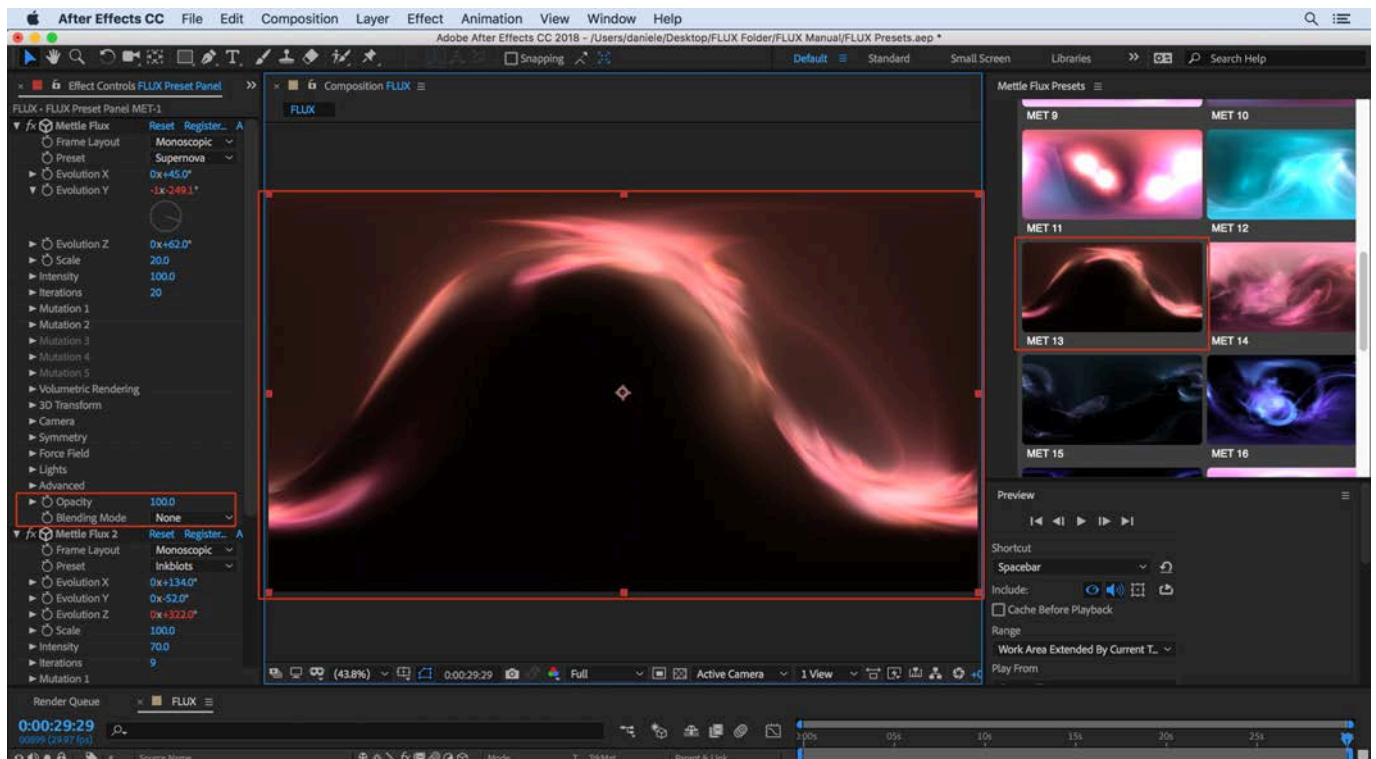 After Effects CC File Edit Composition Layer Effect Animation View Window Help
Adobe After Effects CC 2018 - /Users/daniele/Desktop/FLUX Folder/FLUX Manual/FLUX Presets.aep *
Snapping Default Standard Small Screen Libraries Search Help
Effect Controls FLUX Preset Panel
FLUX • FLUX Preset Panel MET-1
fx Mettle Flux Reset Register... A
Frame Layout Monoscopic
Preset Supernova
Evolution X 0x+45.0°
Evolution Y -1x-249.1°
Evolution Z 0x+62.0°
Scale 20.0
Intensity 100.0
Iterations 20
Mutation 1
Mutation 2
Mutation 3
Mutation 4
Mutation 5
Volumetric Rendering
3D Transform
Camera
Symmetry
Force Field
Lights
Advanced
Opacity 100.0
Blending Mode None
fx Mettle Flux 2 Reset Register... A
Frame Layout Monoscopic
Preset Inkblots
Evolution X 0x+134.0°
Evolution Y 0x-52.0°
Evolution Z 0x+322.0°
Scale 100.0
Intensity 70.0
Iterations 9
Mutation 1
Composition FLUX
FLUX
(43.8%) 0:00:29:29 Full Active Camera 1 View
Mettle Flux Presets
MET 9 MET 10
MET 11 MET 12
MET 13 MET 14
MET 15 MET 16
Preview
Shortcut
Spacebar
Include:
Cache Before Playback
Range
Work Area Extended By Current T...
Play From
Render Queue FLUX
0:00:29:29
00899 (29.97 fps)
05s 10s 15s 20s 25s
Source Name Mode T TrkMat Parent & Link